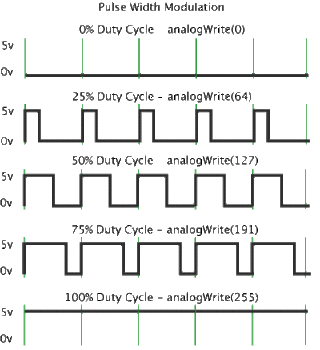 Pulse Width Modulation
0% Duty Cycle - analogWrite(0)
5v
0v
25% Duty Cycle - analogWrite(64)
5v
0v
50% Duty Cycle - analogWrite(127)
5v
0v
75% Duty Cycle - analogWrite(191)
5v
0v
100% Duty Cycle - analogWrite(255)
5v
0v